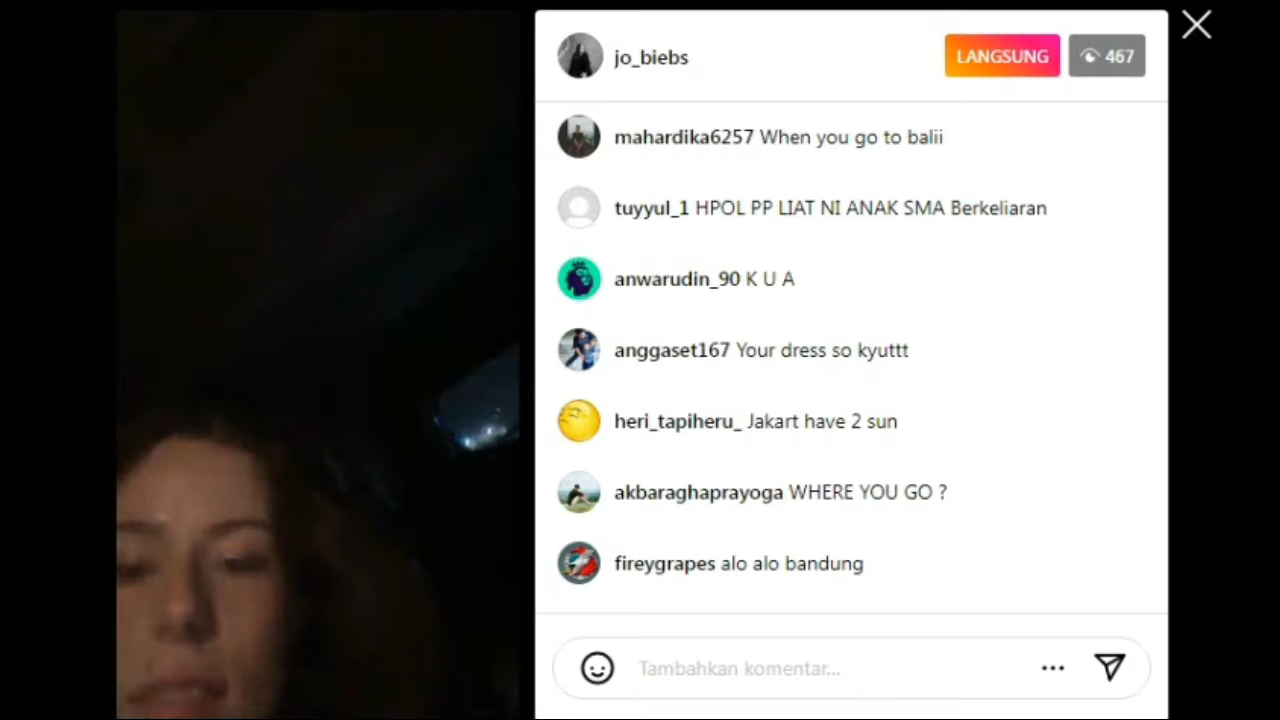 jo_biebs LANGSUNG 467
mahardika6257 When you go to balii
tuyyul_1 HPOL PP LIAT NI ANAK SMA Berkeliaran
anwarudin_90 K U A
anggaset167 Your dress so kyuttt
heri_tapiheru_ Jakart have 2 sun
akbaraghaprayoga WHERE YOU GO ?
fireygrapes alo alo bandung
Tambahkan komentar...